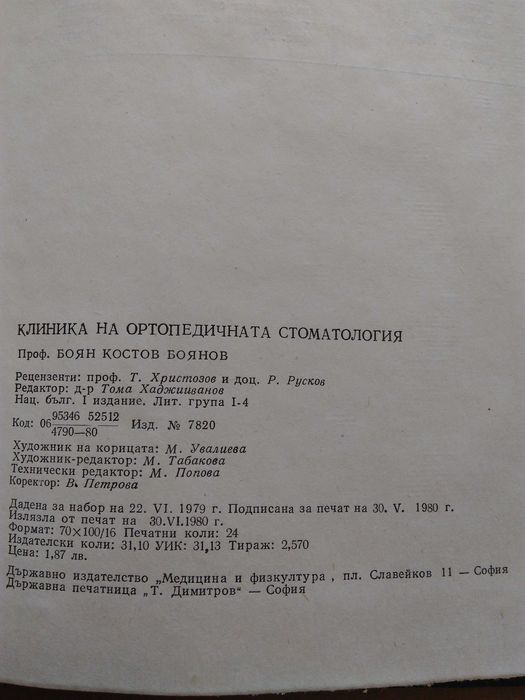 КЛИНИКА НА ОРТОПЕДИЧНАТА СТОМАТОЛОГИЯ
Проф. БОЯН КОСТОВ БОЯНОВ
Рецензенти: проф. Т. Христозов и доц. Р. Русков
Редактор: д-р Тома Хаджииванов
Нац. бълг. I издание. Лит. група I-4
Код: 06 95346 52512 / 4790—80 Изд. № 7820
Художник на корицата: М. Увалиева
Художник-редактор: М. Табакова
Технически редактор: М. Попова
Коректор: В. Петрова
Дадена за набор на 22. VI. 1979 г. Подписана за печат на 30. V. 1980 г.
Излязла от печат на 30.VI.1980 г.
Формат: 70×100/16 Печатни коли: 24
Издателски коли: 31,10 УИК: 31,13 Тираж: 2,570
Цена: 1,87 лв.
Държавно издателство „Медицина и физкултура, пл. Славейков 11 — София
Държавна печатница „Т. Димитров“ — София